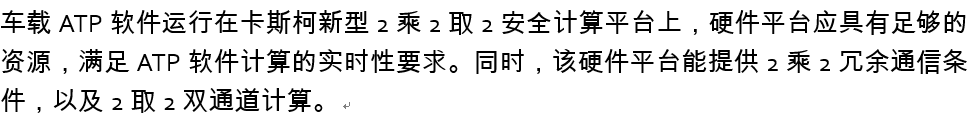 车载 ATP 软件运行在卡斯柯新型 2 乘 2 取 2 安全计算平台上，硬件平台应具有足够的
资源，满足 ATP 软件计算的实时性要求。同时，该硬件平台能提供 2 乘 2 冗余通信条
件，以及 2 取 2 双通道计算。